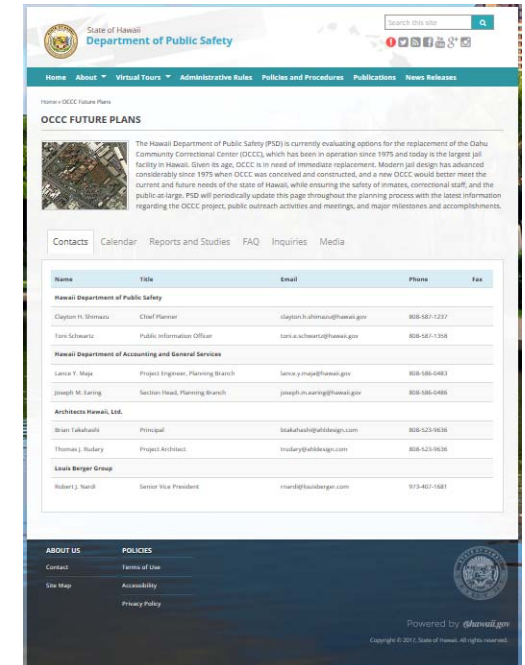 State of Hawaii
Department of Public Safety
Search this site
Home About Virtual Tours Administrative Rules Policies and Procedures Publications News Releases
Home » OCCC Future Plans
OCCC FUTURE PLANS
The Hawaii Department of Public Safety (PSD) is currently evaluating options for the replacement of the Oahu
Community Correctional Center (OCCC), which has been in operation since 1975 and today is the largest jail
facility in Hawaii. Given its age, OCCC is in need of immediate replacement. Modern jail design has advanced
considerably since 1975 when OCCC was conceived and constructed, and a new OCCC would better meet the
current and future needs of the state of Hawaii, while ensuring the safety of inmates, correctional staff, and the
public-at-large. PSD will periodically update this page throughout the planning process with the latest information
regarding the OCCC project, public outreach activities and meetings, and major milestones and accomplishments.
Contacts Calendar Reports and Studies FAQ Inquiries Media
Name Title Email Phone Fax
Hawaii Department of Public Safety
Clayton H. Shimazu Chief Planner clayton.h.shimazu@hawaii.gov 808-587-1237
Toni Schwartz Public Information Officer toni.e.schwartz@hawaii.gov 808-587-1358
Hawaii Department of Accounting and General Services
Lance Y. Maja Project Engineer, Planning Branch lance.y.maja@hawaii.gov 808-586-0483
Joseph M. Earing Section Head, Planning Branch joseph.m.earing@hawaii.gov 808-586-0486
Architects Hawaii, Ltd.
Brian Takahashi Principal btakahashi@ahldesign.com 808-523-9636
Thomas J. Rudary Project Architect trudary@ahldesign.com 808-523-9636
Louis Berger Group
Robert J. Nardi Senior Vice President rnardi@louisberger.com 973-407-1681
ABOUT US POLICIES
Contact Terms of Use
Site Map Accessibility
Privacy Policy
Powered by ehawaii.gov
Copyright © 2017, State of Hawaii. All rights reserved.